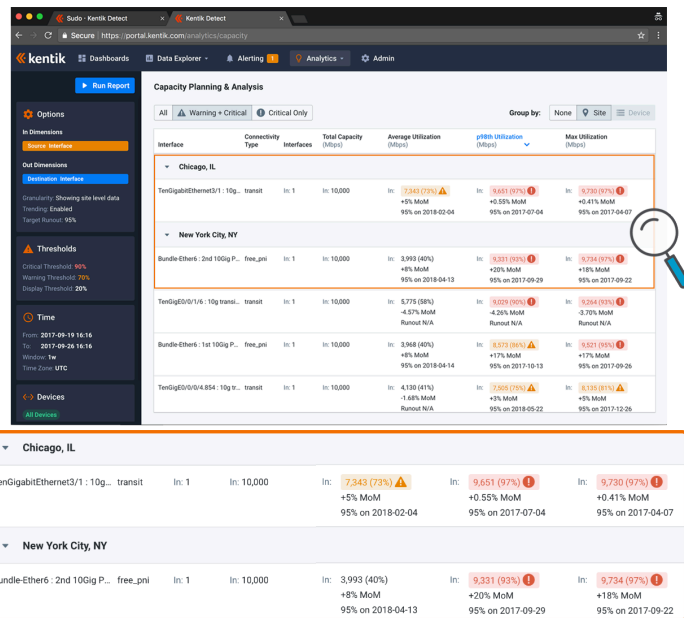 Sudo · Kentik Detect
Kentik Detect
Secure | https://portal.kentik.com/analytics/capacity
kentik Dashboards Data Explorer Alerting 11 Analytics Admin
Run Report
Options
In Dimensions
Source Interface
Out Dimensions
Destination Interface
Granularity: Showing site level data
Trending: Enabled
Target Runout: 95%
Thresholds
Critical Threshold: 90%
Warning Threshold: 70%
Display Threshold: 20%
Time
From: 2017-09-19 16:16
To: 2017-09-26 16:16
Window: 1w
Time Zone: UTC
Devices
All Devices
Capacity Planning & Analysis
All Warning + Critical Critical Only Group by: None Site Device
Interface Connectivity Type Interfaces Total Capacity (Mbps) Average Utilization (Mbps) p98th Utilization (Mbps) Max Utilization (Mbps)
Chicago, IL
TenGigabitEthernet3/1 : 10g... transit In: 1 In: 10,000 In: 7,343 (73%) In: 9,651 (97%) In: 9,730 (97%)
+5% MoM +0.55% MoM +0.41% MoM
95% on 2018-02-04 95% on 2017-07-04 95% on 2017-04-07
New York City, NY
Bundle-Ether6 : 2nd 10Gig P... free_pni In: 1 In: 10,000 In: 3,993 (40%) In: 9,331 (93%) In: 9,734 (97%)
+8% MoM +20% MoM +18% MoM
95% on 2018-04-13 95% on 2017-09-29 95% on 2017-09-22
TenGigE0/0/1/6 : 10g transi... transit In: 1 In: 10,000 In: 5,775 (58%) In: 9,029 (90%) In: 9,264 (93%)
-4.57% MoM -4.26% MoM -3.70% MoM
Runout N/A Runout N/A Runout N/A
Bundle-Ether6 : 1st 10Gig P... free_pni In: 1 In: 10,000 In: 3,968 (40%) In: 8,573 (86%) In: 9,521 (95%)
+8% MoM +17% MoM +17% MoM
95% on 2018-04-14 95% on 2017-10-13 95% on 2017-09-26
TenGigE0/0/0/4.854 : 10g tr... transit In: 1 In: 10,000 In: 4,130 (41%) In: 7,505 (75%) In: 8,135 (81%)
-1.68% MoM +3% MoM +5% MoM
Runout N/A 95% on 2018-05-22 95% on 2017-12-26
Chicago, IL
enGigabitEthernet3/1 : 10g... transit In: 1 In: 10,000 In: 7,343 (73%) In: 9,651 (97%) In: 9,730 (97%)
+5% MoM +0.55% MoM +0.41% MoM
95% on 2018-02-04 95% on 2017-07-04 95% on 2017-04-07
New York City, NY
undle-Ether6 : 2nd 10Gig P... free_pni In: 1 In: 10,000 In: 3,993 (40%) In: 9,331 (93%) In: 9,734 (97%)
+8% MoM +20% MoM +18% MoM
95% on 2018-04-13 95% on 2017-09-29 95% on 2017-09-22